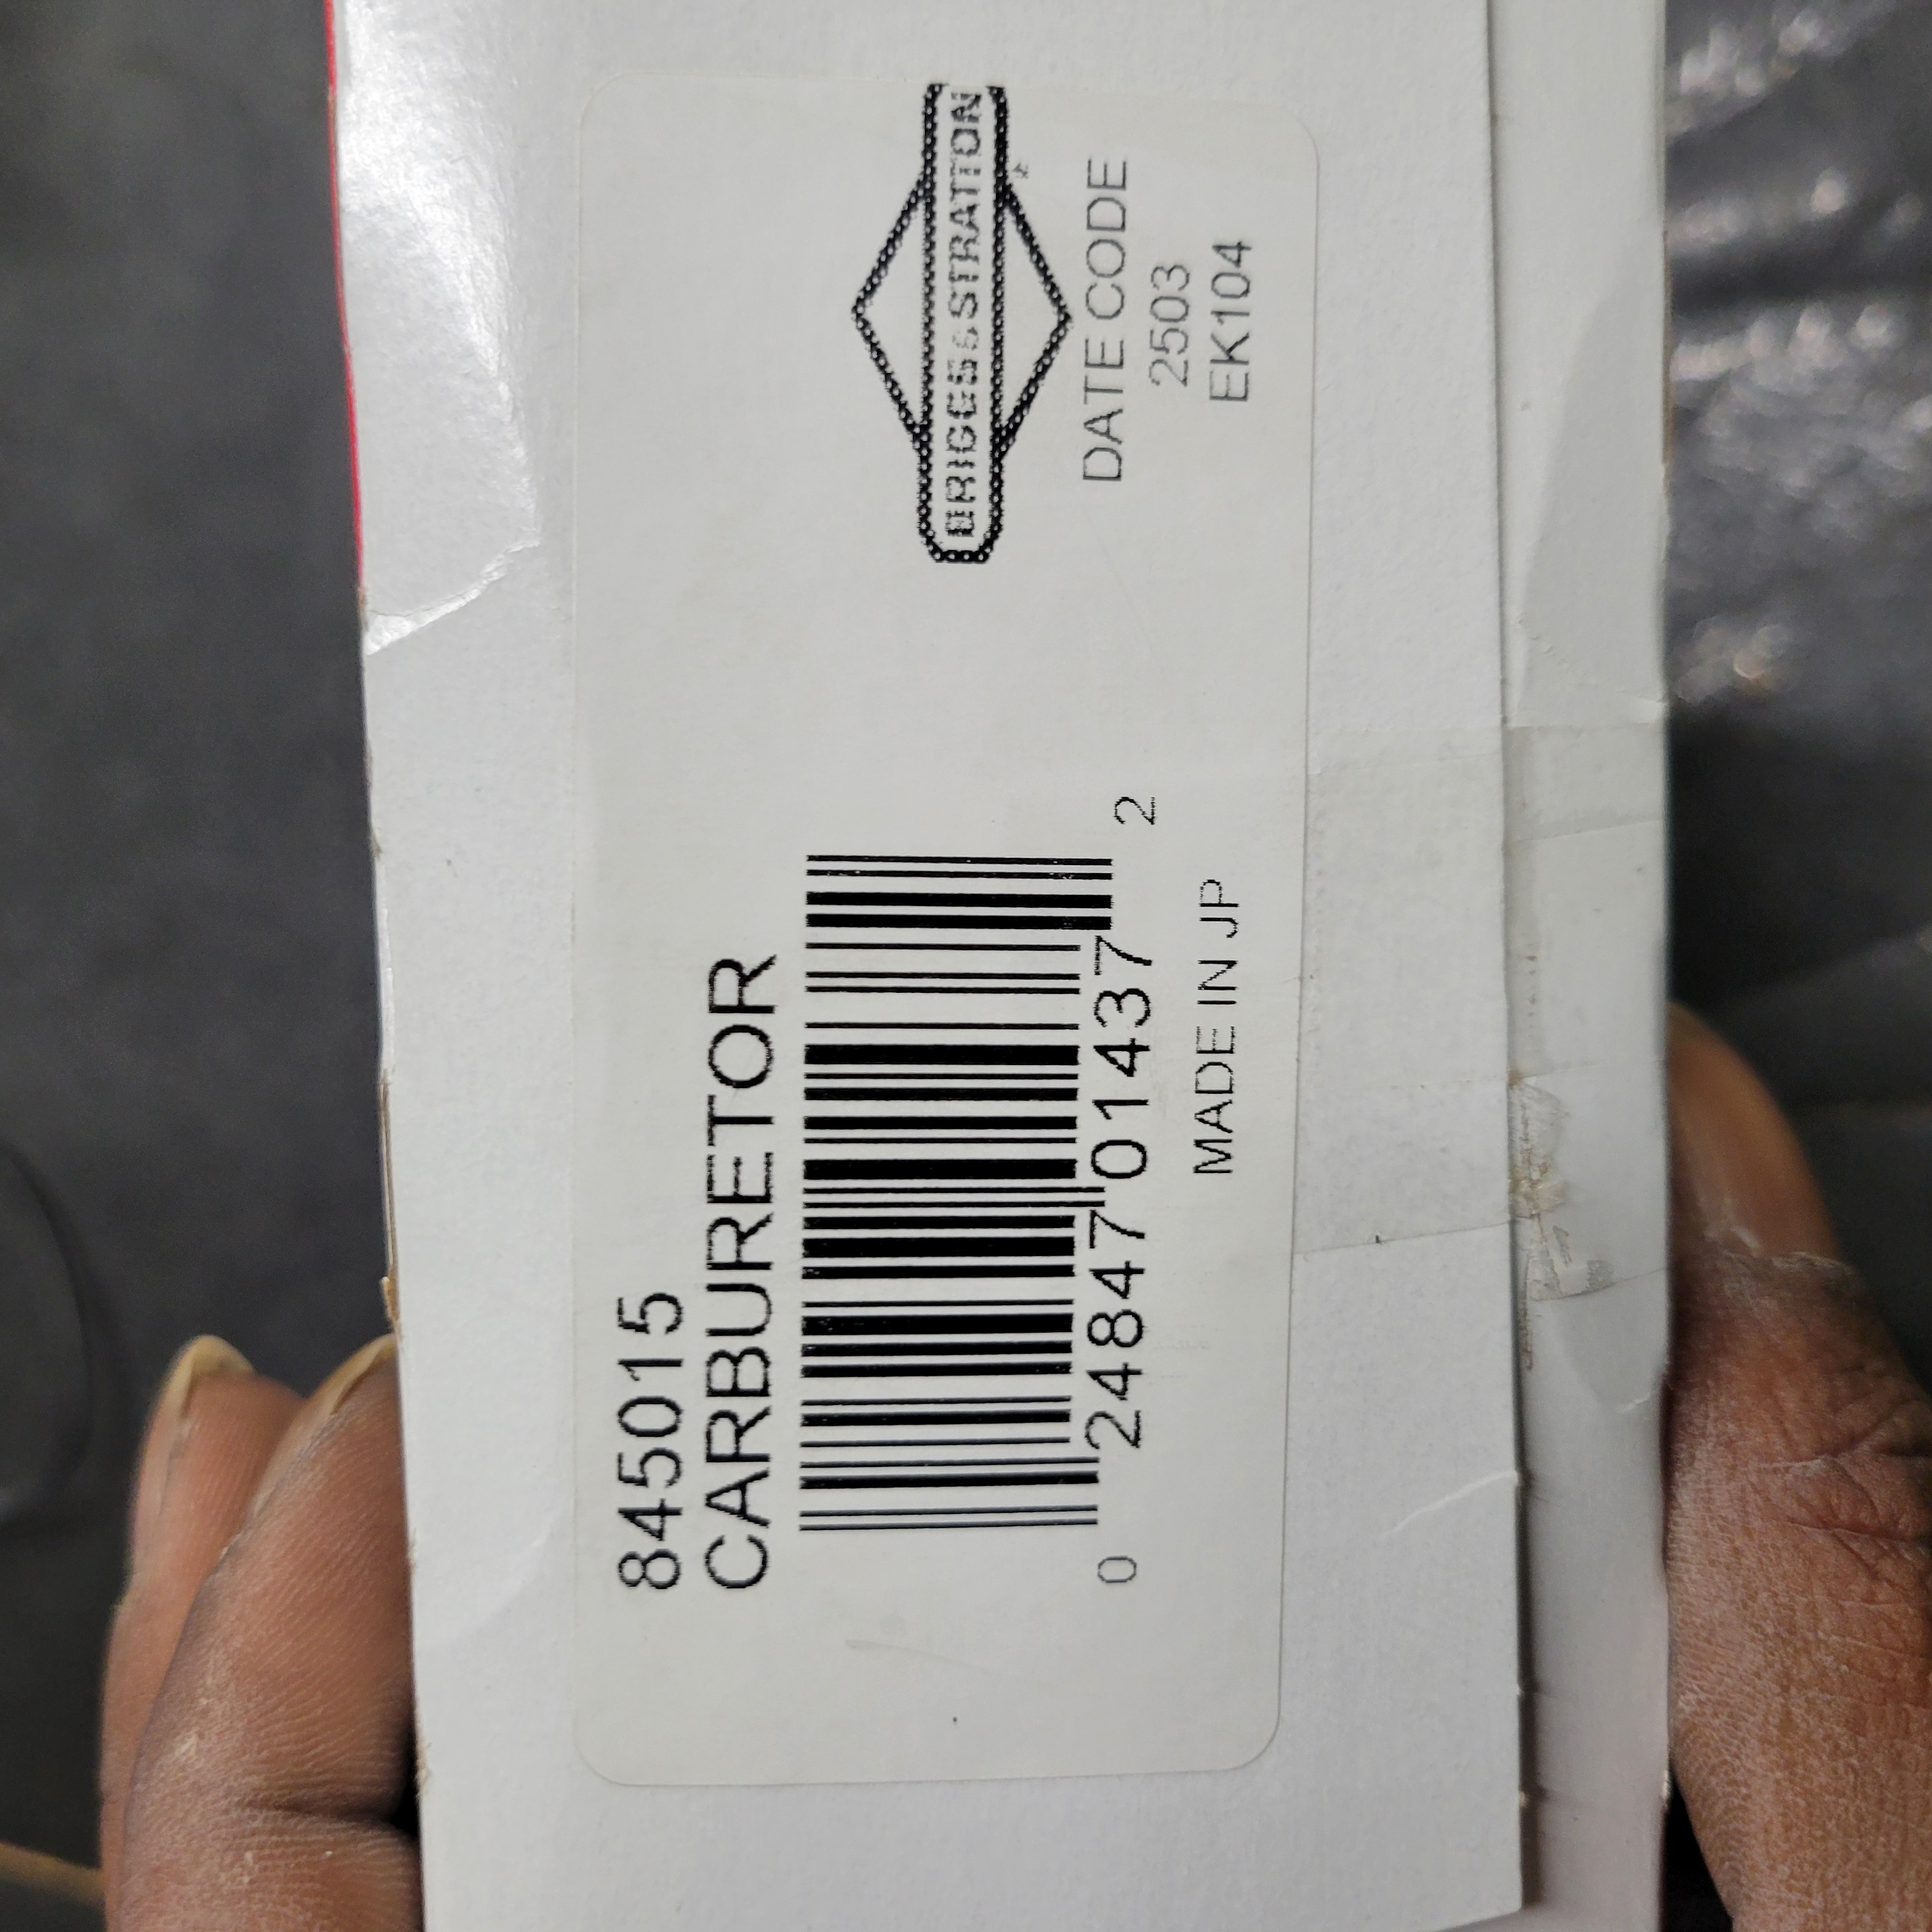 845015
CARBURETOR
0 24847 01437 2
MADE IN JP
BRIGGS&STRATTON
DATE CODE
2503
EK104